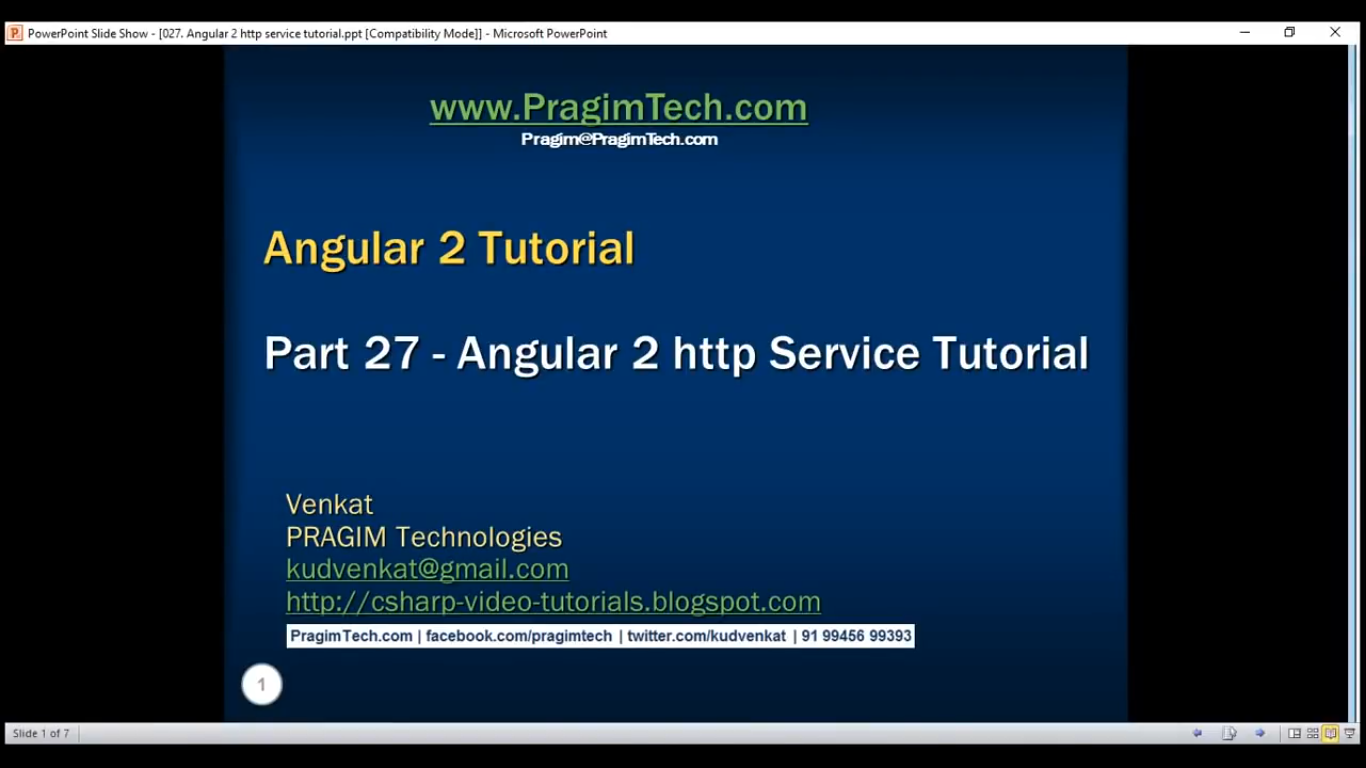 PowerPoint Slide Show - [027. Angular 2 http service tutorial.ppt [Compatibility Mode]] - Microsoft PowerPoint
www.PragimTech.com
Pragim@PragimTech.com
Angular 2 Tutorial
Part 27 - Angular 2 http Service Tutorial
Venkat
PRAGIM Technologies
kudvenkat@gmail.com
http://csharp-video-tutorials.blogspot.com
PragimTech.com | facebook.com/pragimtech | twitter.com/kudvenkat | 91 99456 99393
1
Slide 1 of 7